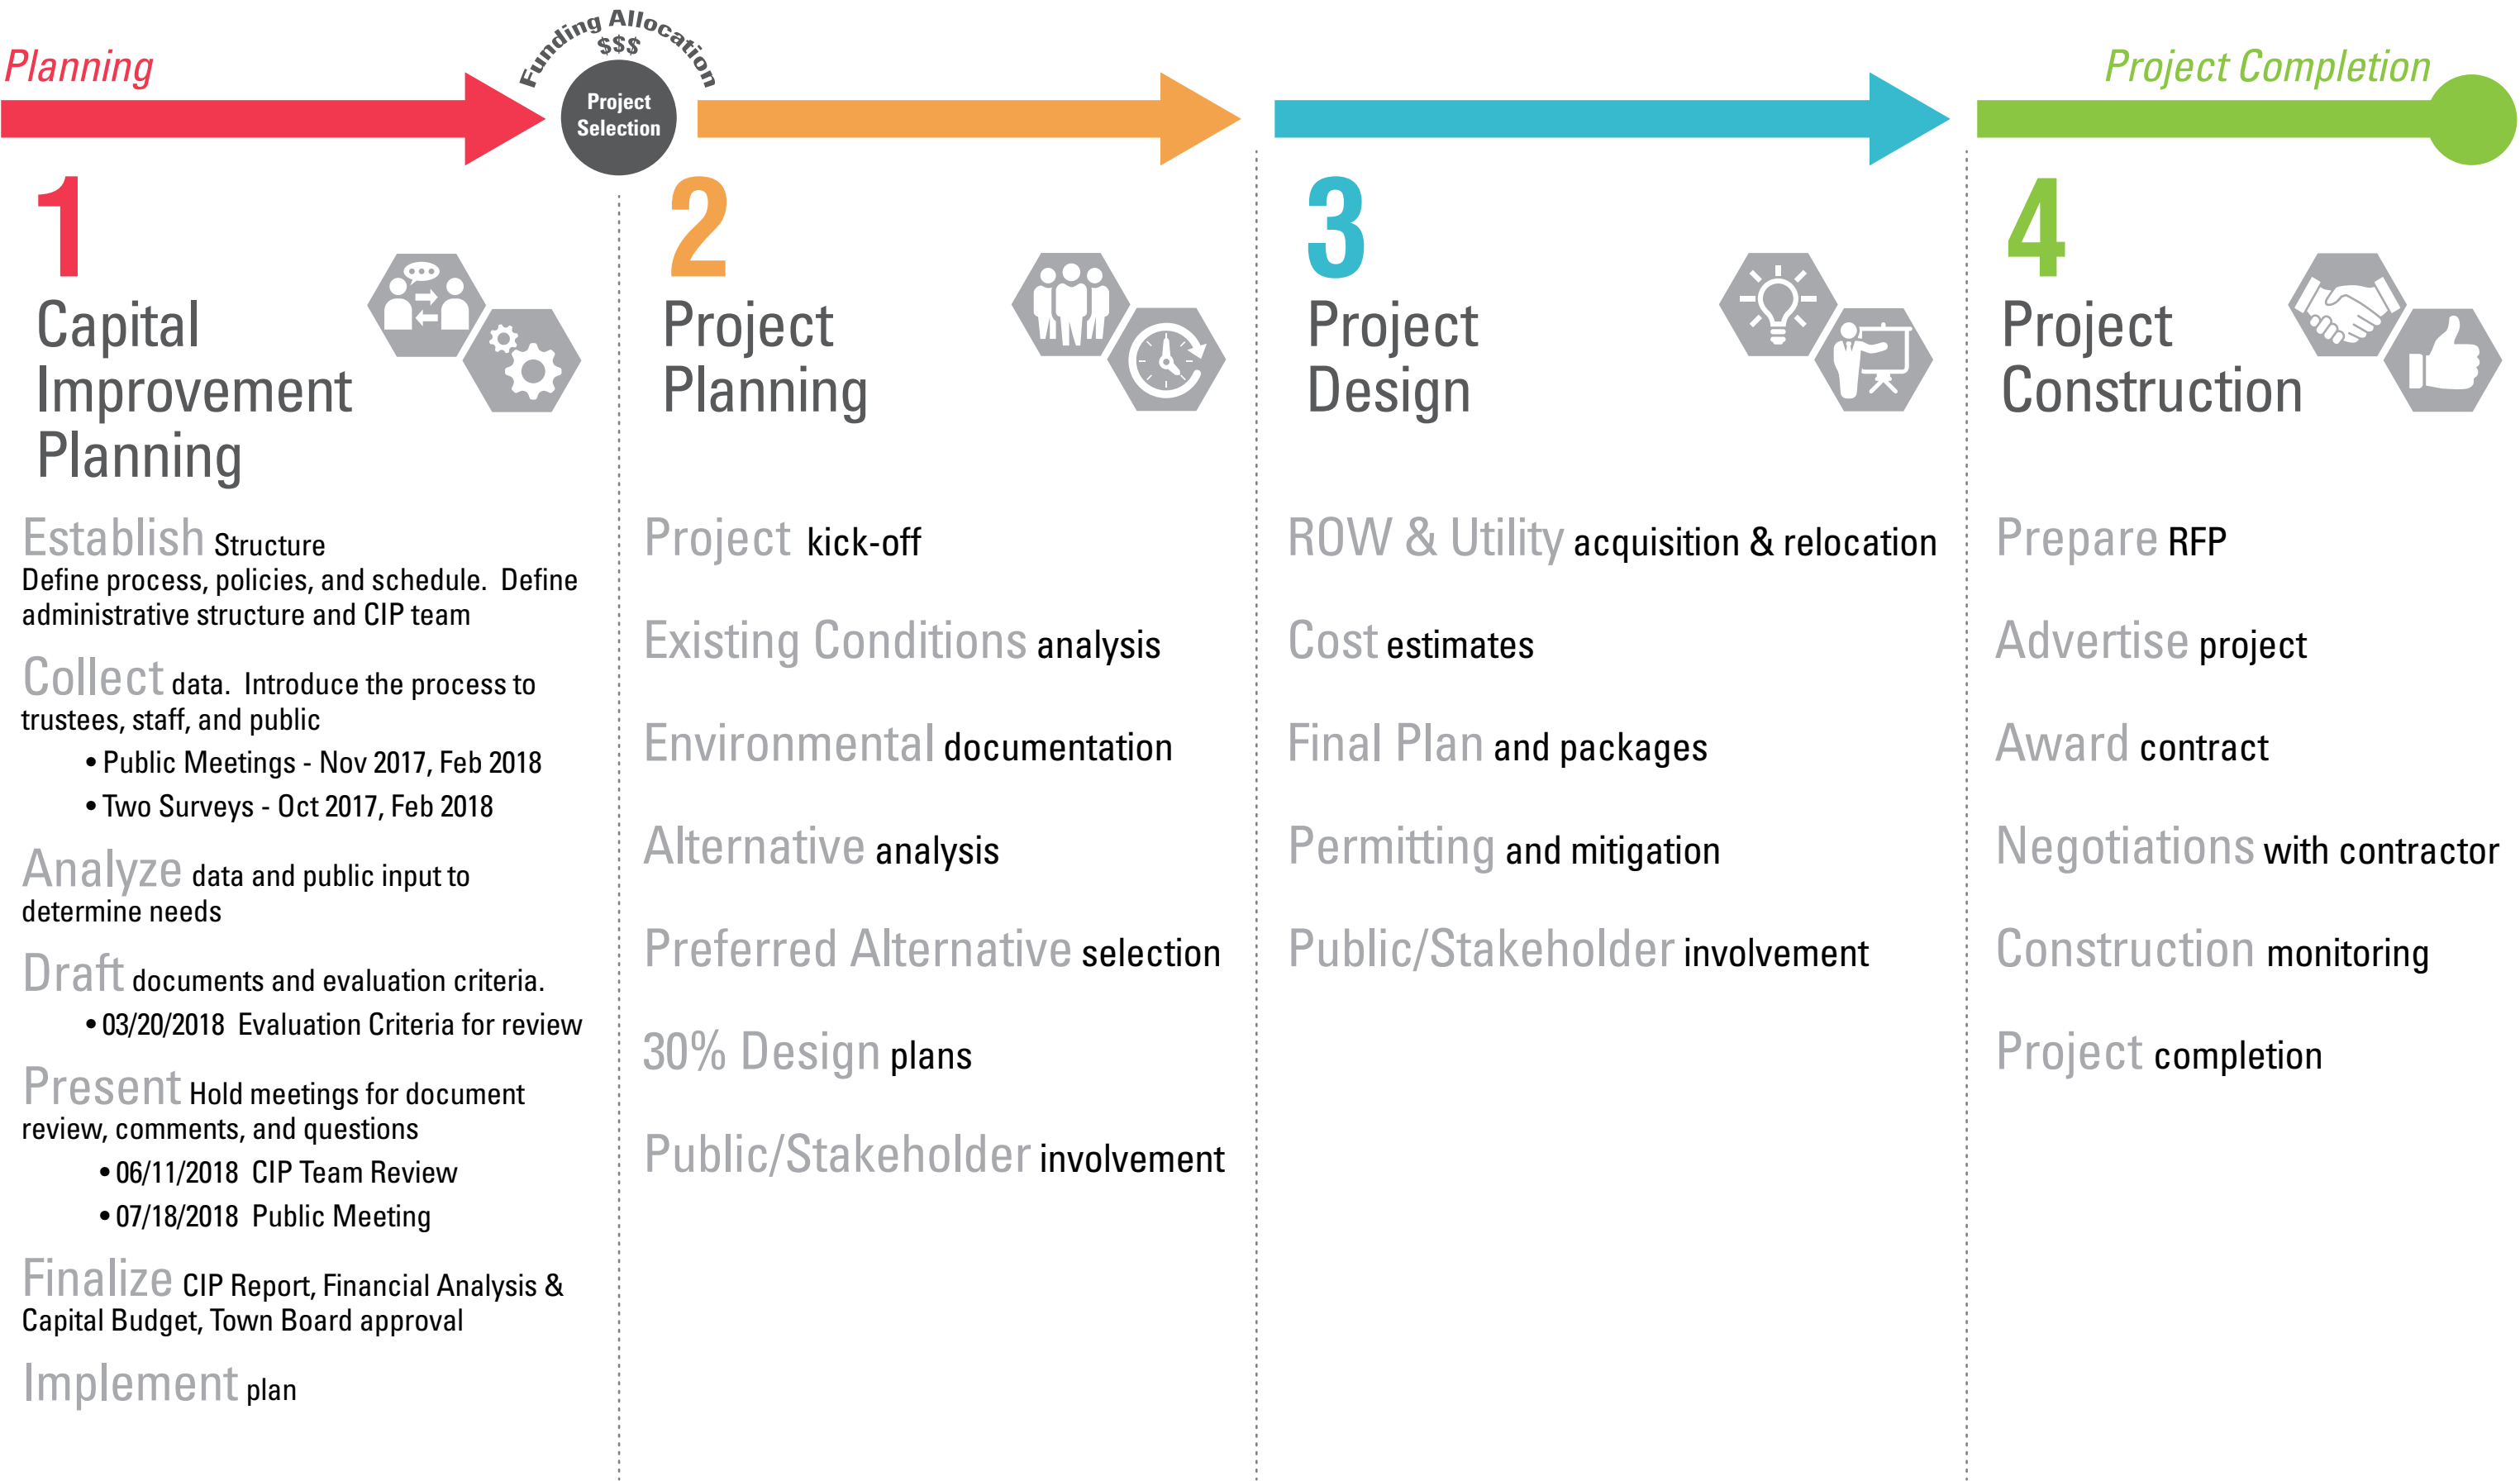 Planning
Funding Allocation
$$$
Project
Selection
Project Completion
1
Capital
Improvement
Planning
Establish Structure
Define process, policies, and schedule.  Define
administrative structure and CIP team
Collect data.  Introduce the process to
trustees, staff, and public
• Public Meetings - Nov 2017, Feb 2018
• Two Surveys - Oct 2017, Feb 2018
Analyze data and public input to
determine needs
Draft documents and evaluation criteria.
• 03/20/2018  Evaluation Criteria for review
Present Hold meetings for document
review, comments, and questions
• 06/11/2018  CIP Team Review
• 07/18/2018  Public Meeting
Finalize CIP Report, Financial Analysis &
Capital Budget, Town Board approval
Implement plan
2
Project
Planning
Project kick-off
Existing Conditions analysis
Environmental documentation
Alternative analysis
Preferred Alternative selection
30% Design plans
Public/Stakeholder involvement
3
Project
Design
ROW & Utility acquisition & relocation
Cost estimates
Final Plan and packages
Permitting and mitigation
Public/Stakeholder involvement
4
Project
Construction
Prepare RFP
Advertise project
Award contract
Negotiations with contractor
Construction monitoring
Project completion